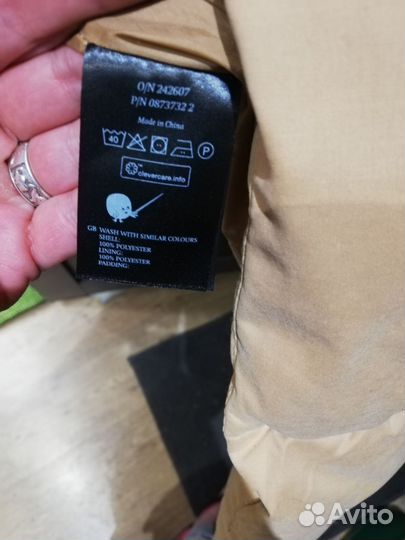 O/N 242607
P/N 0873732 2
Made in China
40 P
clevercare.info
GB WASH WITH SIMILAR COLOURS
SHELL:
100% POLYESTER
LINING:
100% POLYESTER
PADDING:
Avito